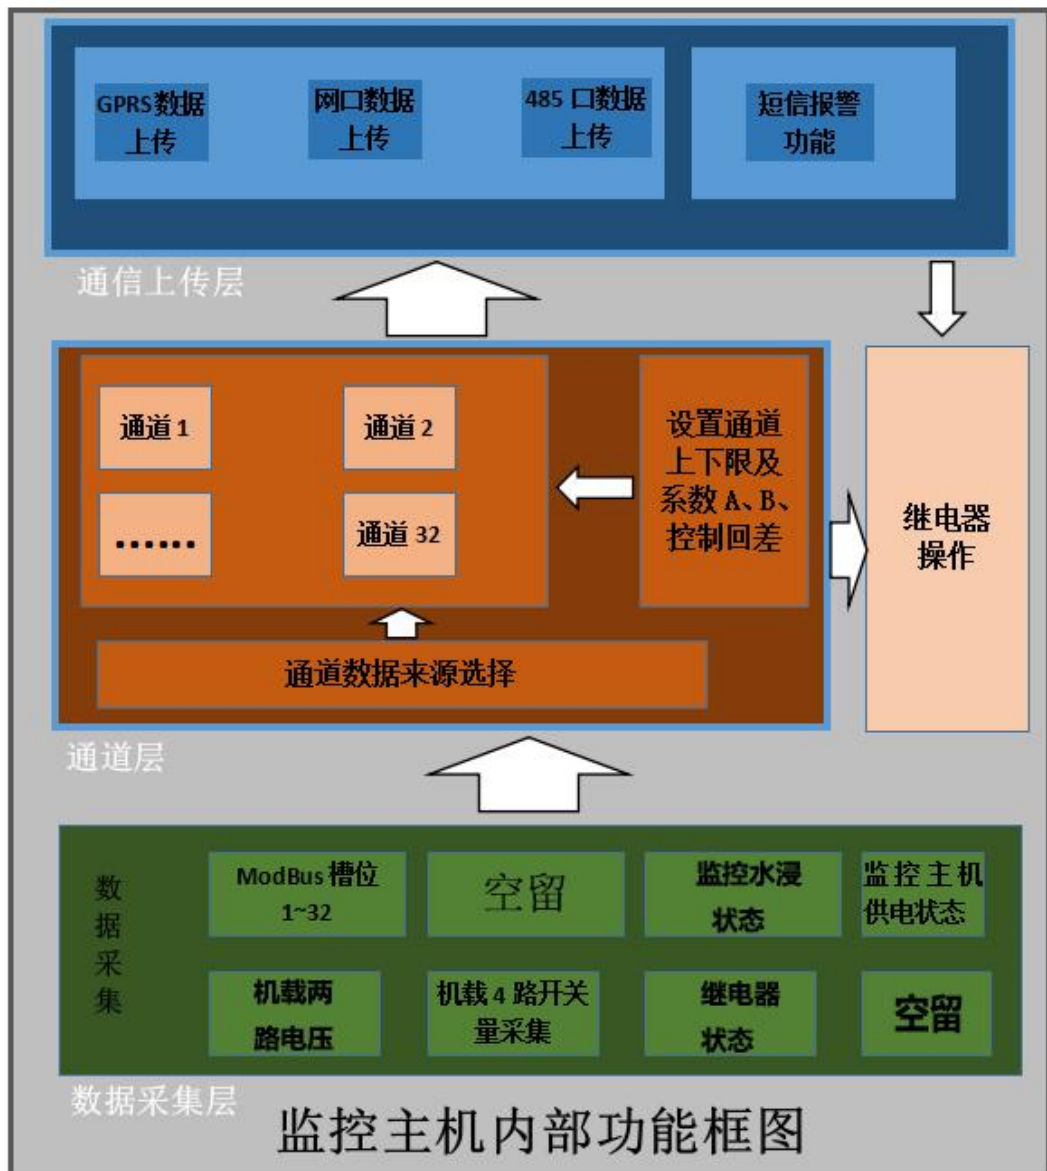 GPRS数据
上传
网口数据
上传
485 口数据
上传
短信报警
功能
通信上传层
通道 1
通道 2
······
通道 32
设置通道
上下限及
系数 A、B、
控制回差
继电器
操作
通道数据来源选择
通道层
数
据
采
集
ModBus 槽位
1~32
空留
监控水浸
状态
监控主机
供电状态
机载两
路电压
机载 4 路开关
量采集
继电器
状态
空留
数据采集层
监控主机内部功能框图